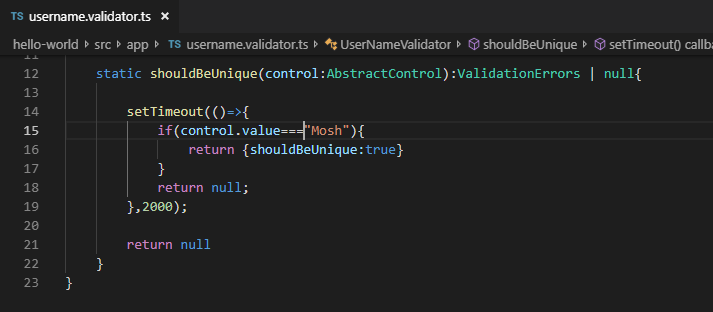 TS username.validator.ts ×
hello-world > src > app > TS username.validator.ts > UserNameValidator > shouldBeUnique > setTimeout() callba
11
12 static shouldBeUnique(control:AbstractControl):ValidationErrors | null{
13
14 setTimeout(()=>{
15 if(control.value==="Mosh"){
16 return {shouldBeUnique:true}
17 }
18 return null;
19 },2000);
20
21 return null
22 }
23 }